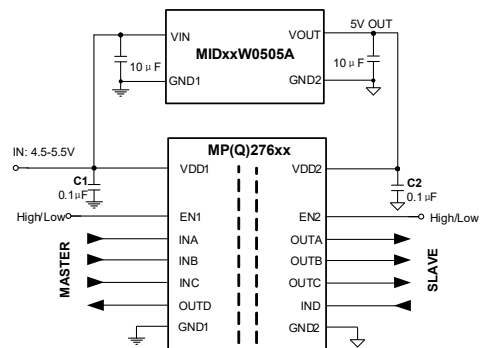 VIN
MIDxxW0505A
VOUT
5V OUT
10 μF
GND1
GND2
10 μF
IN: 4.5-5.5V
MP(Q)276xx
VDD1
VDD2
C1
0.1μF
C2
0.1μF
High/Low
EN1
EN2
High/Low
MASTER
INA
OUTA
INB
OUTB
INC
OUTC
OUTD
IND
SLAVE
GND1
GND2